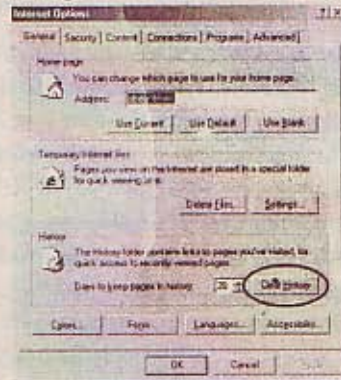 Internet Options
General Security Content Connections Programs Advanced
Home page
You can change which page to use for your home page.
Address:
Use Current Use Default Use Blank
Temporary Internet files
Pages you view on the Internet are stored in a special folder
for quick viewing later.
Delete Files... Settings...
History
The History folder contains links to pages you've visited, for
quick access to recently viewed pages.
Days to keep pages in history: 20 Clear History
Colors... Fonts... Languages... Accessibility...
OK Cancel